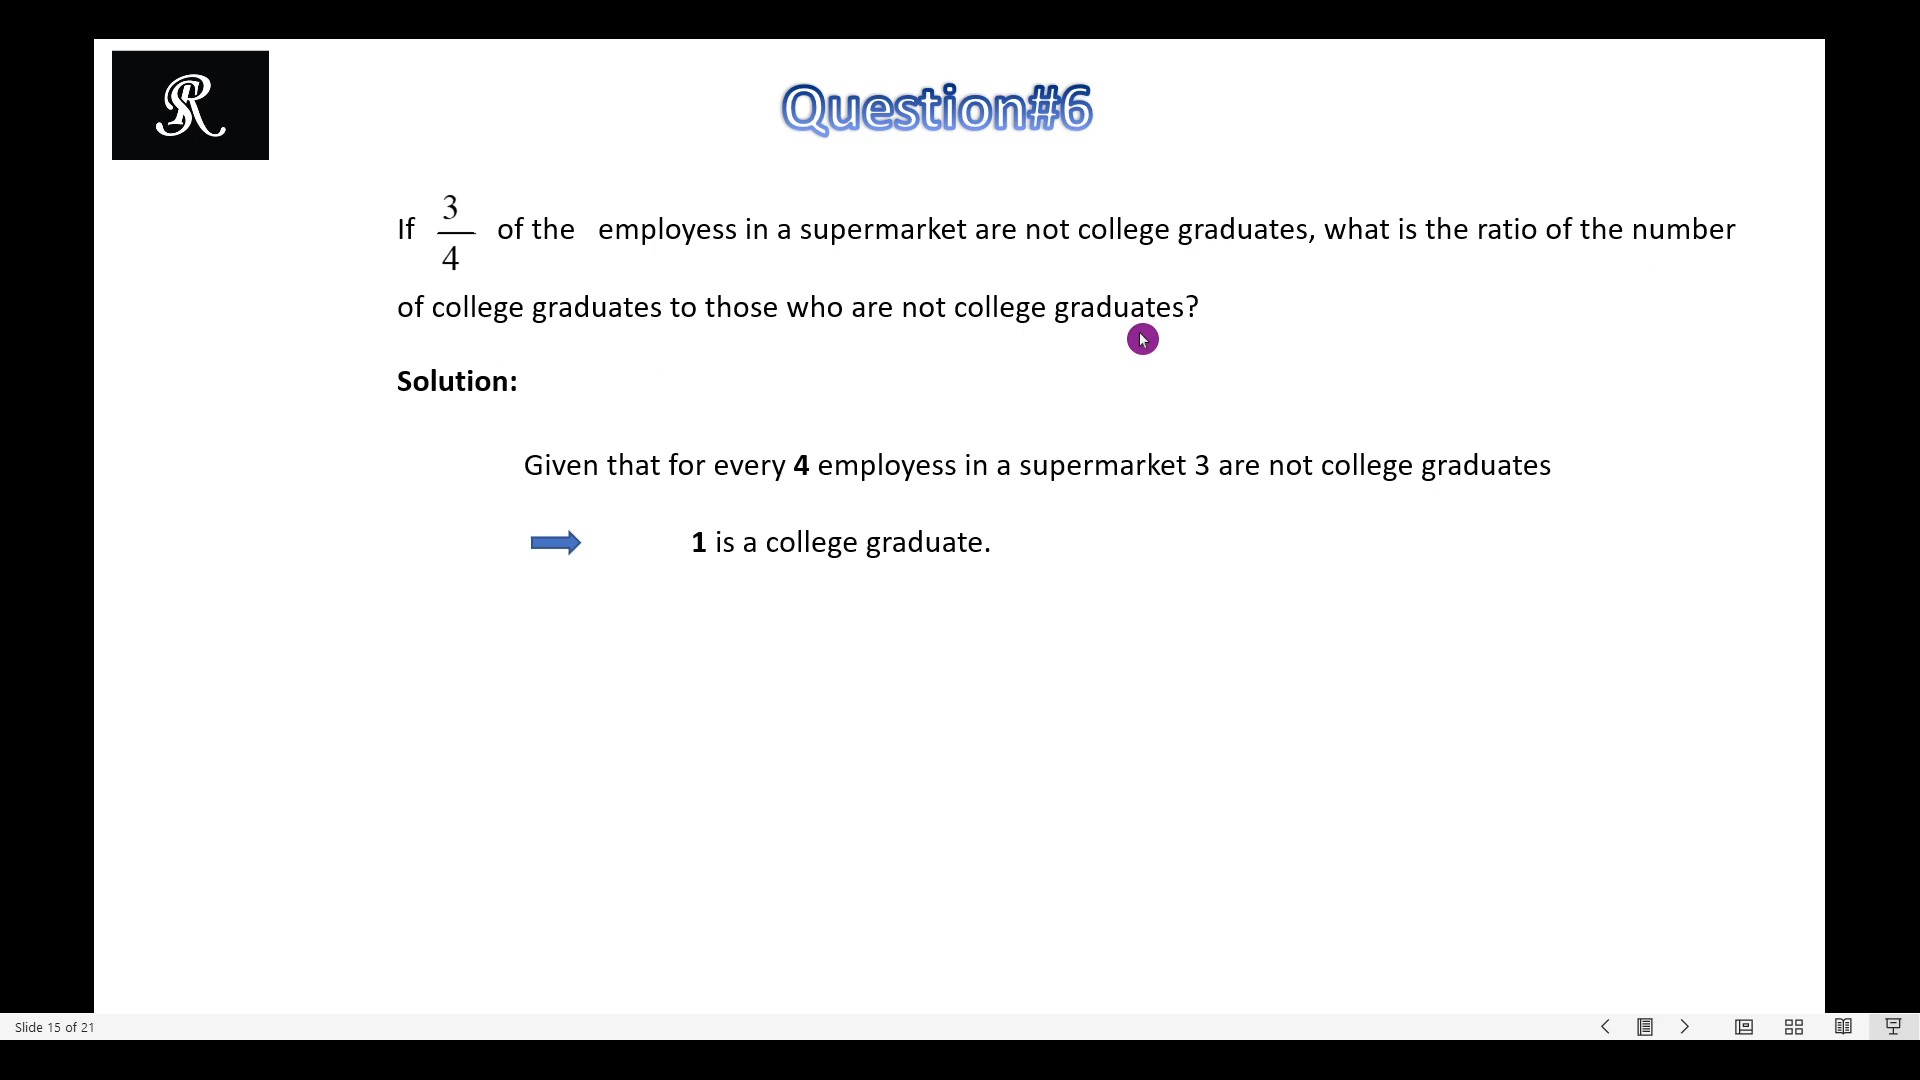 Question#6
If 3/4 of the employess in a supermarket are not college graduates, what is the ratio of the number
of college graduates to those who are not college graduates?
Solution:
Given that for every 4 employess in a supermarket 3 are not college graduates
1 is a college graduate.
Slide 15 of 21